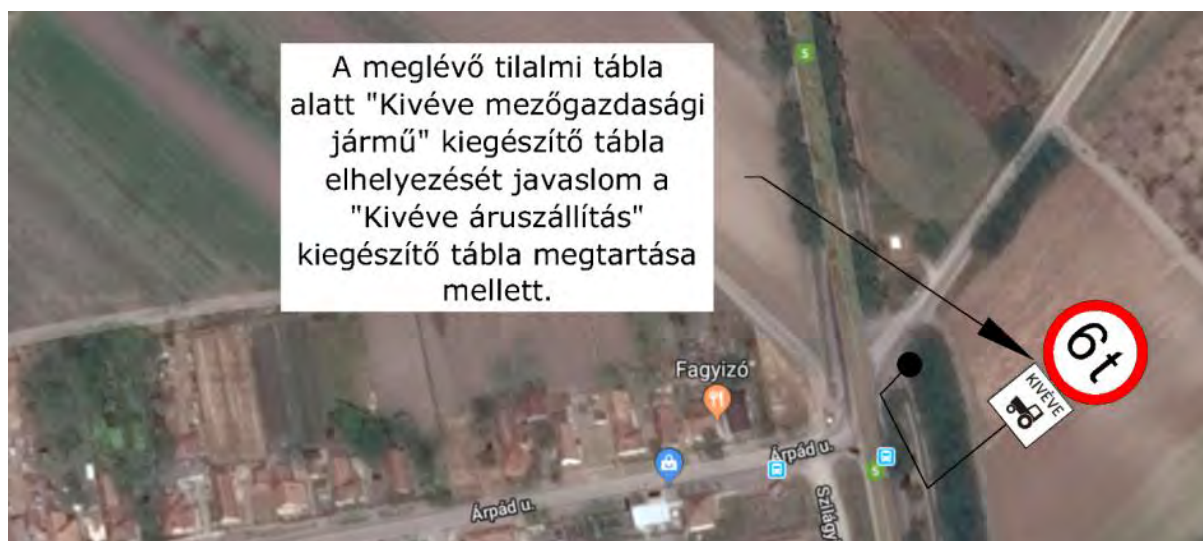 A meglévő tilalmi tábla
alatt "Kivéve mezőgazdasági
jármű" kiegészítő tábla
elhelyezését javaslom a
"Kivéve áruszállítás"
kiegészítő tábla megtartása
mellett.
S
6t
KIVÉVE
Fagyizó
Árpád u.
S
Árpád u.
Szilágy